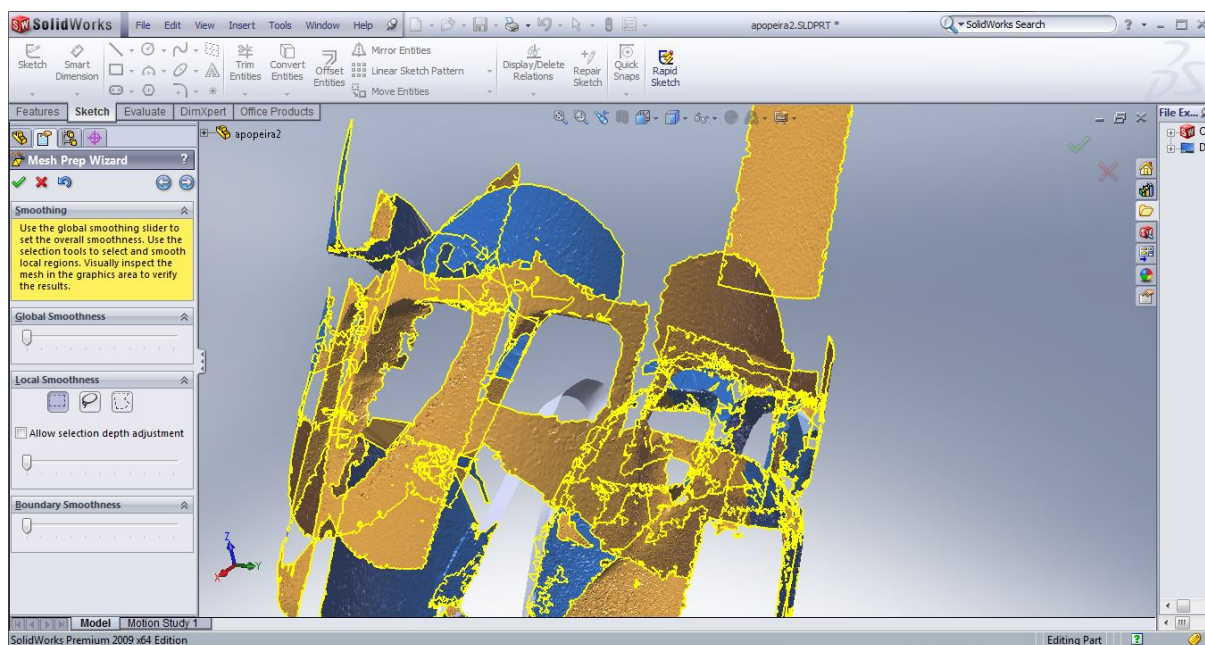 SolidWorks File Edit View Insert Tools Window Help apopeira2.SLDPRT * SolidWorks Search ?
Sketch Smart Dimension Trim Entities Convert Entities Offset Entities Mirror Entities Linear Sketch Pattern Move Entities Display/Delete Relations Repair Sketch Quick Snaps Rapid Sketch
Features Sketch Evaluate DimXpert Office Products
File Ex...
apopeira2
Mesh Prep Wizard ?
Smoothing
Use the global smoothing slider to
set the overall smoothness. Use the
selection tools to select and smooth
local regions. Visually inspect the
mesh in the graphics area to verify
the results.
Global Smoothness
Local Smoothness
Allow selection depth adjustment
Boundary Smoothness
Z
X Y
Model Motion Study 1
SolidWorks Premium 2009 x64 Edition Editing Part ?